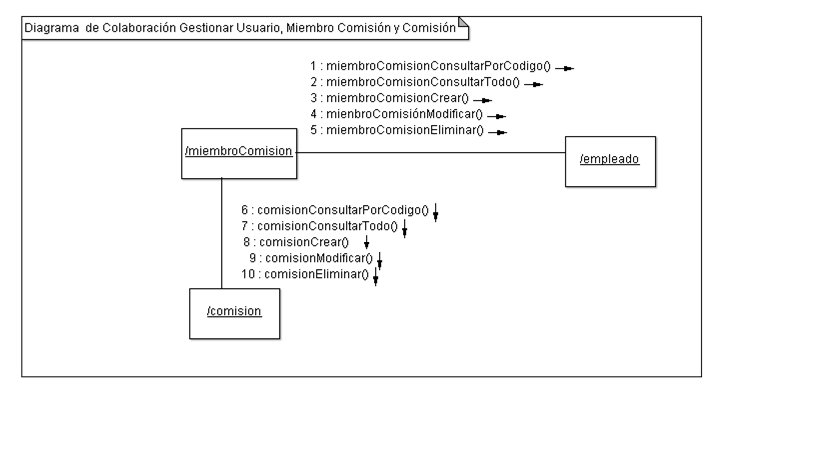 Diagrama  de Colaboración Gestionar Usuario, Miembro Comisión y Comisión
1 : miembroComisionConsultarPorCodigo()
2 : miembroComisionConsultarTodo()
3 : miembroComisionCrear()
4 : mienbroComisiónModificar()
5 : miembroComisionEliminar()
/miembroComision
/empleado
6 : comisionConsultarPorCodigo()
7 : comisionConsultarTodo()
8 : comisionCrear()
9 : comisionModificar()
10 : comisionEliminar()
/comision